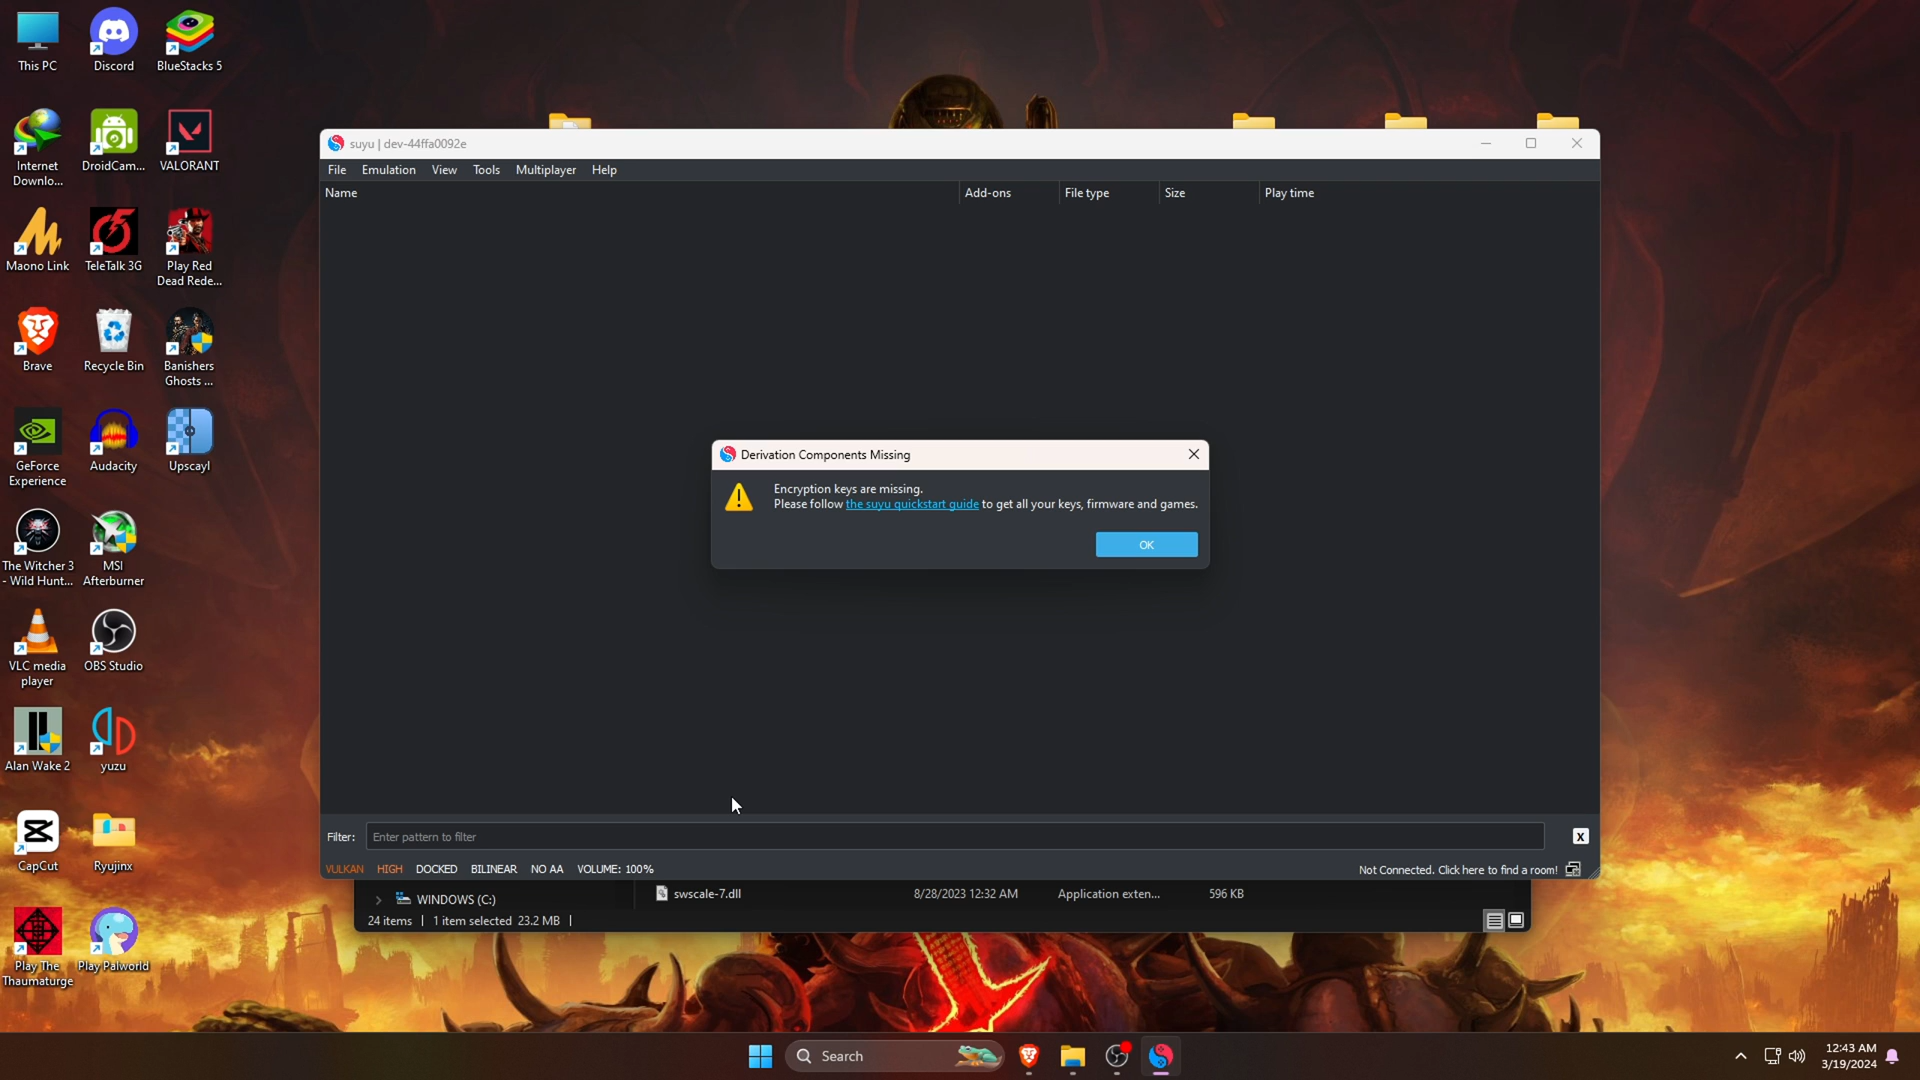 This PC
Discord
BlueStacks 5
Internet
Downlo...
DroidCam...
VALORANT
Maono Link
TeleTalk 3G
Play Red
Dead Rede...
Brave
Recycle Bin
Banishers
Ghosts ...
GeForce
Experience
Audacity
Upscayl
The Witcher 3
- Wild Hunt...
MSI
Afterburner
VLC media
player
OBS Studio
Alan Wake 2
yuzu
CapCut
Ryujinx
Play The
Thaumaturge
Play Palworld
suyu | dev-44ffa0092e
File Emulation View Tools Multiplayer Help
Name Add-ons File type Size Play time
Derivation Components Missing
Encryption keys are missing.
Please follow the suyu quickstart guide to get all your keys, firmware and games.
OK
Filter: Enter pattern to filter X
VULKAN HIGH DOCKED BILINEAR NO AA VOLUME: 100% Not Connected. Click here to find a room!
WINDOWS (C:) swscale-7.dll 8/28/2023 12:32 AM Application exten... 596 KB
24 items | 1 item selected 23.2 MB |
Search
12:43 AM
3/19/2024